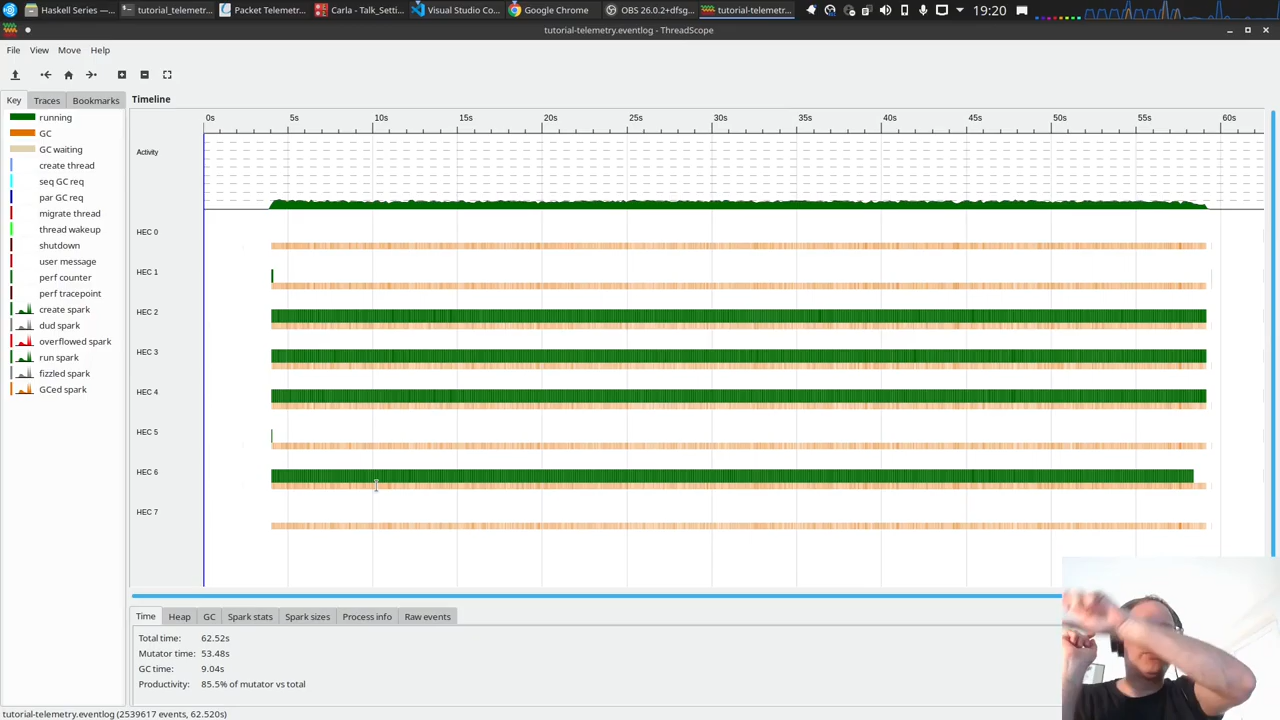 Haskell Series —...
tutorial_telemetr...
Packet Telemetr...
Carla - Talk_Setti...
Visual Studio Co...
Google Chrome
OBS 26.0.2+dfsg...
tutorial-telemetr...
19:20
tutorial-telemetry.eventlog - ThreadScope
File View Move Help
Key Traces Bookmarks
running
GC
GC waiting
create thread
seq GC req
par GC req
migrate thread
thread wakeup
shutdown
user message
perf counter
perf tracepoint
create spark
dud spark
overflowed spark
run spark
fizzled spark
GCed spark
Timeline
0s 5s 10s 15s 20s 25s 30s 35s 40s 45s 50s 55s 60s
Activity
HEC 0
HEC 1
HEC 2
HEC 3
HEC 4
HEC 5
HEC 6
HEC 7
Time Heap GC Spark stats Spark sizes Process info Raw events
Total time: 62.52s
Mutator time: 53.48s
GC time: 9.04s
Productivity: 85.5% of mutator vs total
tutorial-telemetry.eventlog (2539617 events, 62.520s)